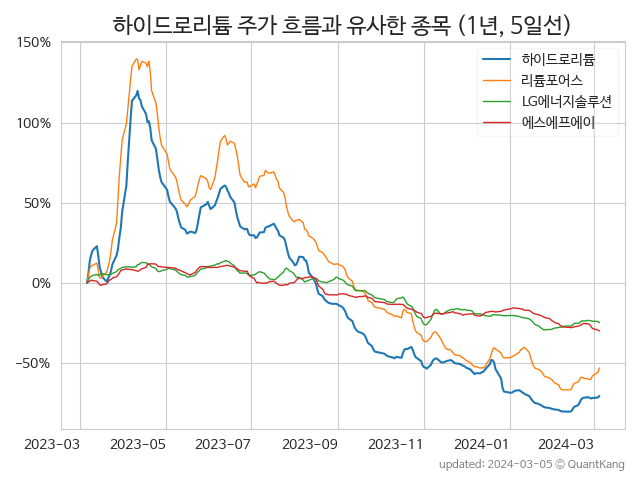 하이드로리튬 주가 흐름과 유사한 종목 (1년, 5일선)
150%
100%
50%
0%
−50%
하이드로리튬
리튬포어스
LG에너지솔루션
에스에프에이
2023-03 2023-05 2023-07 2023-09 2023-11 2024-01 2024-03
updated: 2024-03-05 © QuantKang